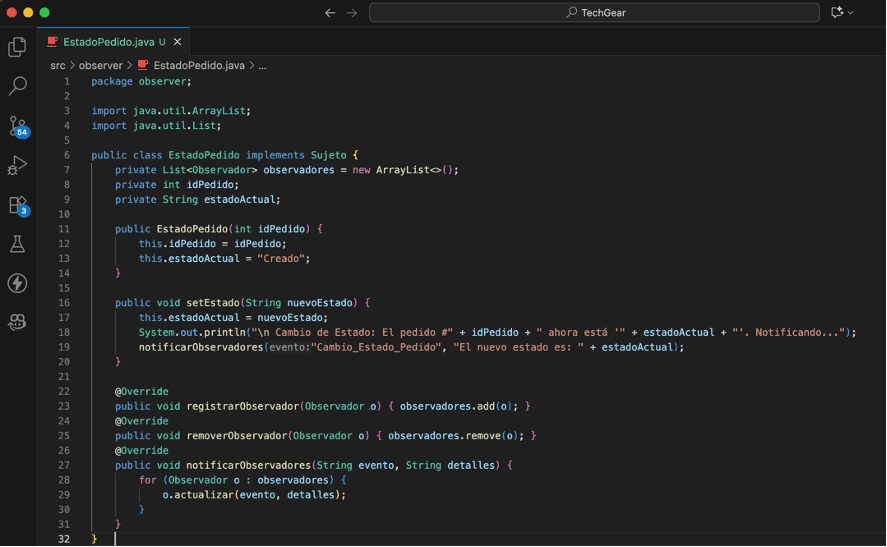 TechGear
EstadoPedido.java U
src > observer > EstadoPedido.java > ...
64
3
1 package observer;
2
3 import java.util.ArrayList;
4 import java.util.List;
5
6 public class EstadoPedido implements Sujeto {
7     private List<Observador> observadores = new ArrayList<>();
8     private int idPedido;
9     private String estadoActual;
10
11     public EstadoPedido(int idPedido) {
12         this.idPedido = idPedido;
13         this.estadoActual = "Creado";
14     }
15
16     public void setEstado(String nuevoEstado) {
17         this.estadoActual = nuevoEstado;
18         System.out.println("\n Cambio de Estado: El pedido #" + idPedido + " ahora está '" + estadoActual + "'. Notificando...");
19         notificarObservadores(evento:"Cambio_Estado_Pedido", "El nuevo estado es: " + estadoActual);
20     }
21
22     @Override
23     public void registrarObservador(Observador o) { observadores.add(o); }
24     @Override
25     public void removerObservador(Observador o) { observadores.remove(o); }
26     @Override
27     public void notificarObservadores(String evento, String detalles) {
28         for (Observador o : observadores) {
29             o.actualizar(evento, detalles);
30         }
31     }
32 }